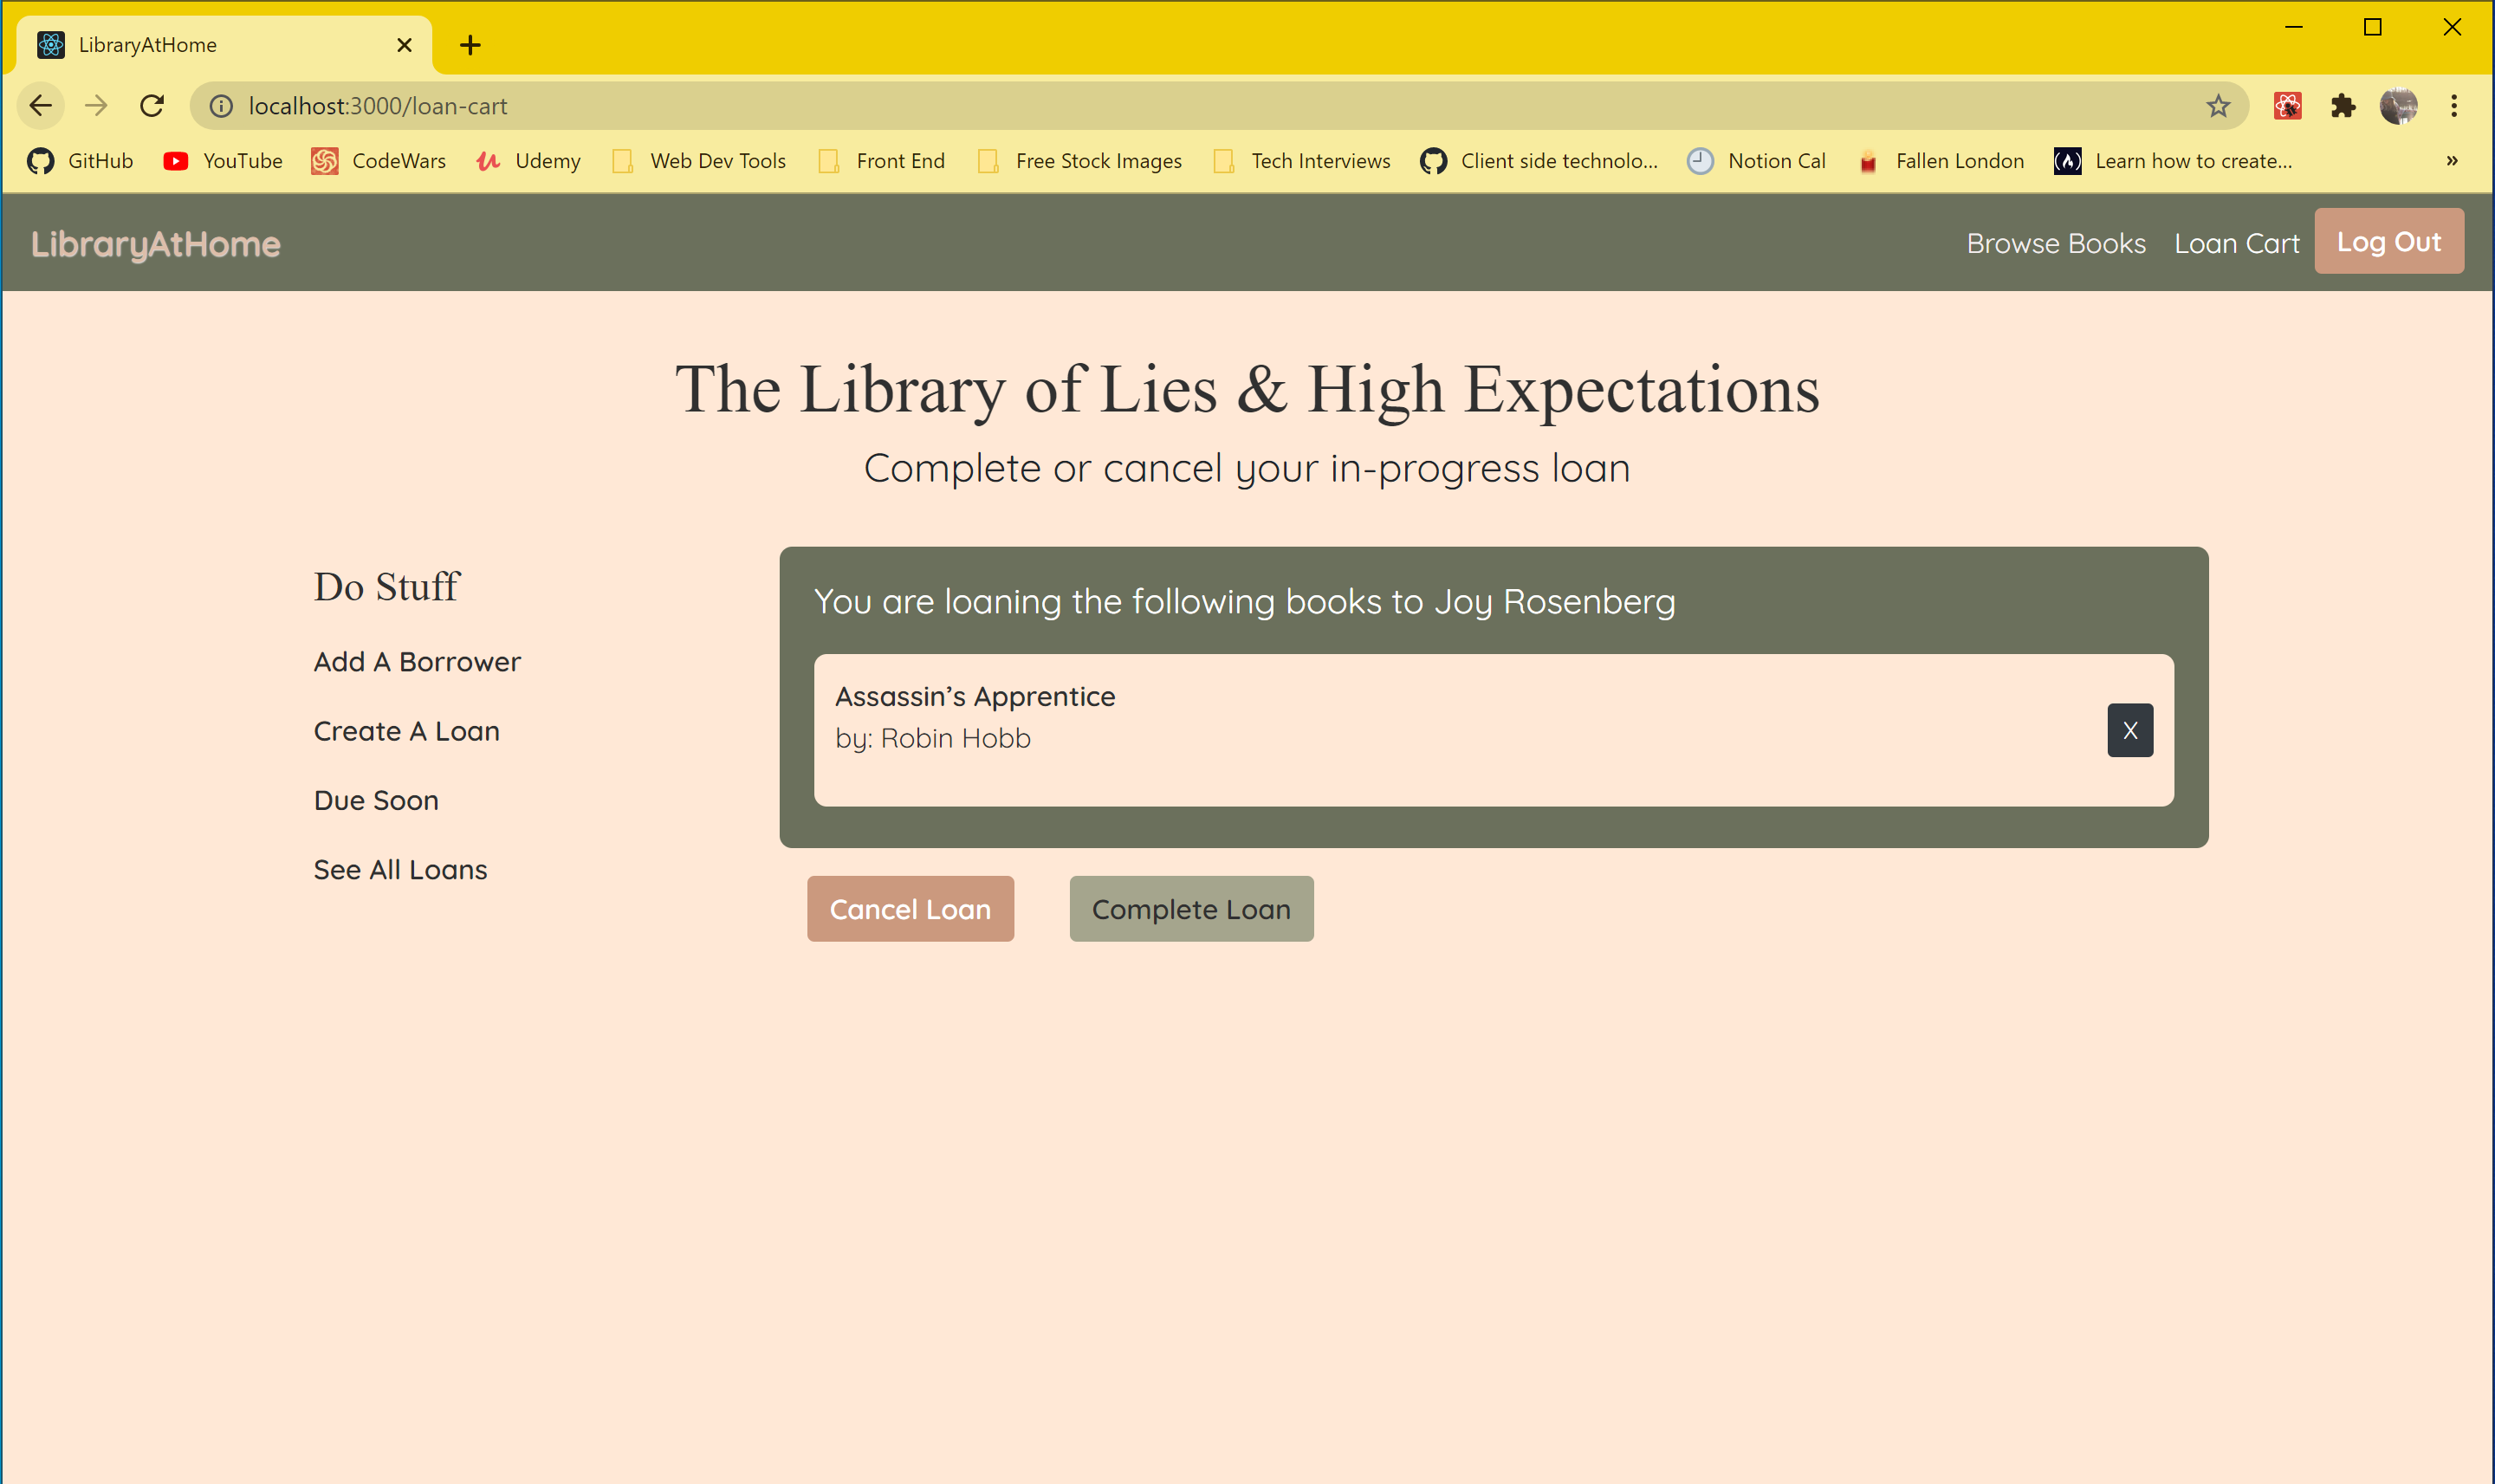 LibraryAtHome
localhost:3000/loan-cart
GitHub YouTube CodeWars Udemy Web Dev Tools Front End Free Stock Images Tech Interviews Client side technolo... Notion Cal Fallen London Learn how to create... »
LibraryAtHome Browse Books Loan Cart Log Out
The Library of Lies & High Expectations
Complete or cancel your in-progress loan
Do Stuff
Add A Borrower
Create A Loan
Due Soon
See All Loans
You are loaning the following books to Joy Rosenberg
Assassin’s Apprentice
by: Robin Hobb
X
Cancel Loan Complete Loan